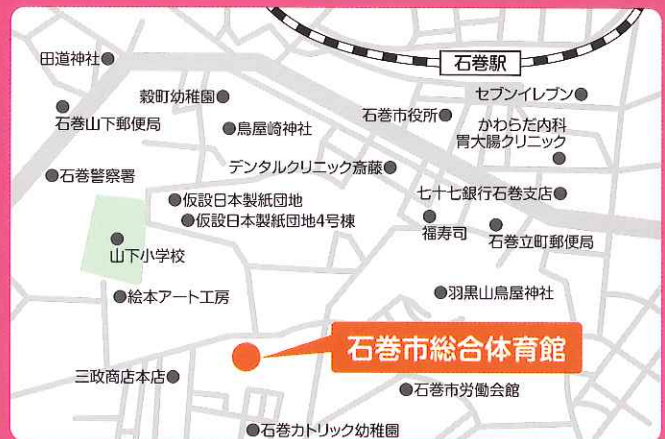 石巻駅
田道神社
セブンイレブン
穀町幼稚園
石巻山下郵便局
石巻市役所
鳥屋崎神社
かわらだ内科
胃大腸クリニック
石巻警察署
デンタルクリニック斎藤
仮設日本製紙団地
七十七銀行石巻支店
仮設日本製紙団地4号棟
福寿司
石巻立町郵便局
山下小学校
絵本アート工房
羽黒山鳥屋神社
石巻市総合体育館
三政商店本店
石巻市労働会館
石巻カトリック幼稚園